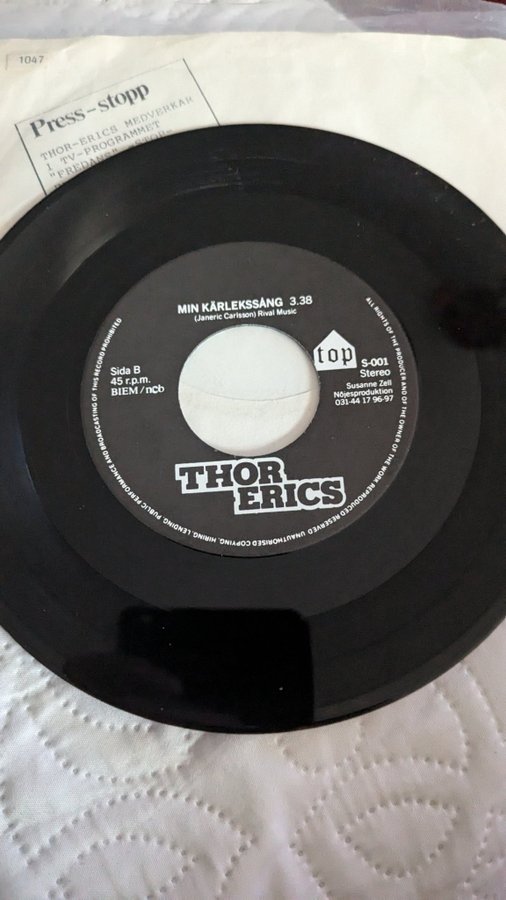 1047
Press-stopp
THOR-ERICS MEDVERKAR
I TV-PROGRAMMET
"FREDANS"
MIN KÄRLEKSSÅNG 3.38
(Janeric Carlsson) Rival Music
Sida B
45 r.p.m.
BIEM/ncb
top
S-001
Stereo
Susanne Zell
Nöjesproduktion
031-44 17 96-97
THOR
ERICS
ALL RIGHTS OF THE PRODUCER AND OF THE OWNER OF THE WORK REPRODUCED RESERVED UNAUTHORISED COPYING, HIRING, LENDING, PUBLIC PERFORMANCE AND BROADCASTING OF THIS RECORD PROHIBITED